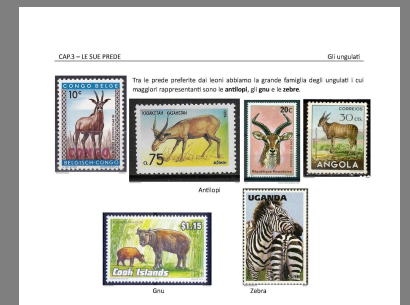 CAP.3 – LE SUE PREDE
Gli ungulati
Tra le prede preferite dai leoni abbiamo la grande famiglia degli ungulati i cui
maggiori rappresentanti sono le antilopi, gli gnu e le zebre.
CONGO BELGE
10c
CONGO
BELGISCH-CONGO
KAZAKSTAN
0.75
20c
CORREIOS
30 cts.
ANGOLA
Antilopi
$1.15
Cook Islands
UGANDA
Gnu
Zebra